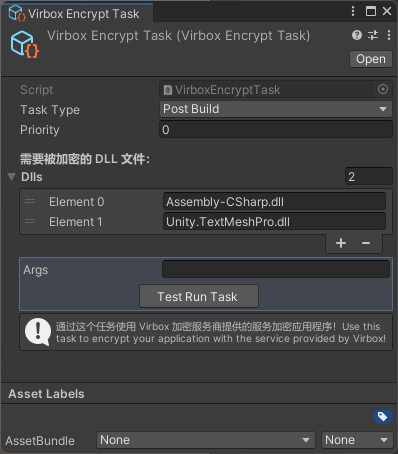 Virbox Encrypt Task
Virbox Encrypt Task (Virbox Encrypt Task)
Open
Script VirboxEncryptTask
Task Type Post Build
Priority 0
需要被加密的 DLL 文件:
Dlls 2
Element 0 Assembly-CSharp.dll
Element 1 Unity.TextMeshPro.dll
Args
Test Run Task
通过这个任务使用 Virbox 加密服务商提供的服务加密应用程序！Use this
task to encrypt your application with the service provided by Virbox!
Asset Labels
AssetBundle None None